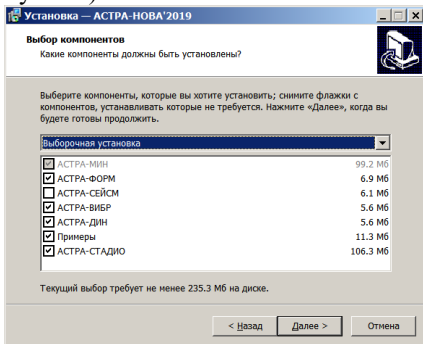 Установка — АСТРА-НОВА'2019
Выбор компонентов
Какие компоненты должны быть установлены?
Выберите компоненты, которые вы хотите установить; снимите флажки с
компонентов, устанавливать которые не требуется. Нажмите «Далее», когда вы
будете готовы продолжить.
Выборочная установка
АСТРА-МИН 99.2 Мб
АСТРА-ФОРМ 6.9 Мб
АСТРА-СЕЙСМ 6.1 Мб
АСТРА-ВИБР 5.6 Мб
АСТРА-ДИН 5.6 Мб
Примеры 11.3 Мб
АСТРА-СТАДИО 106.3 Мб
Текущий выбор требует не менее 235.3 Мб на диске.
< Назад Далее > Отмена